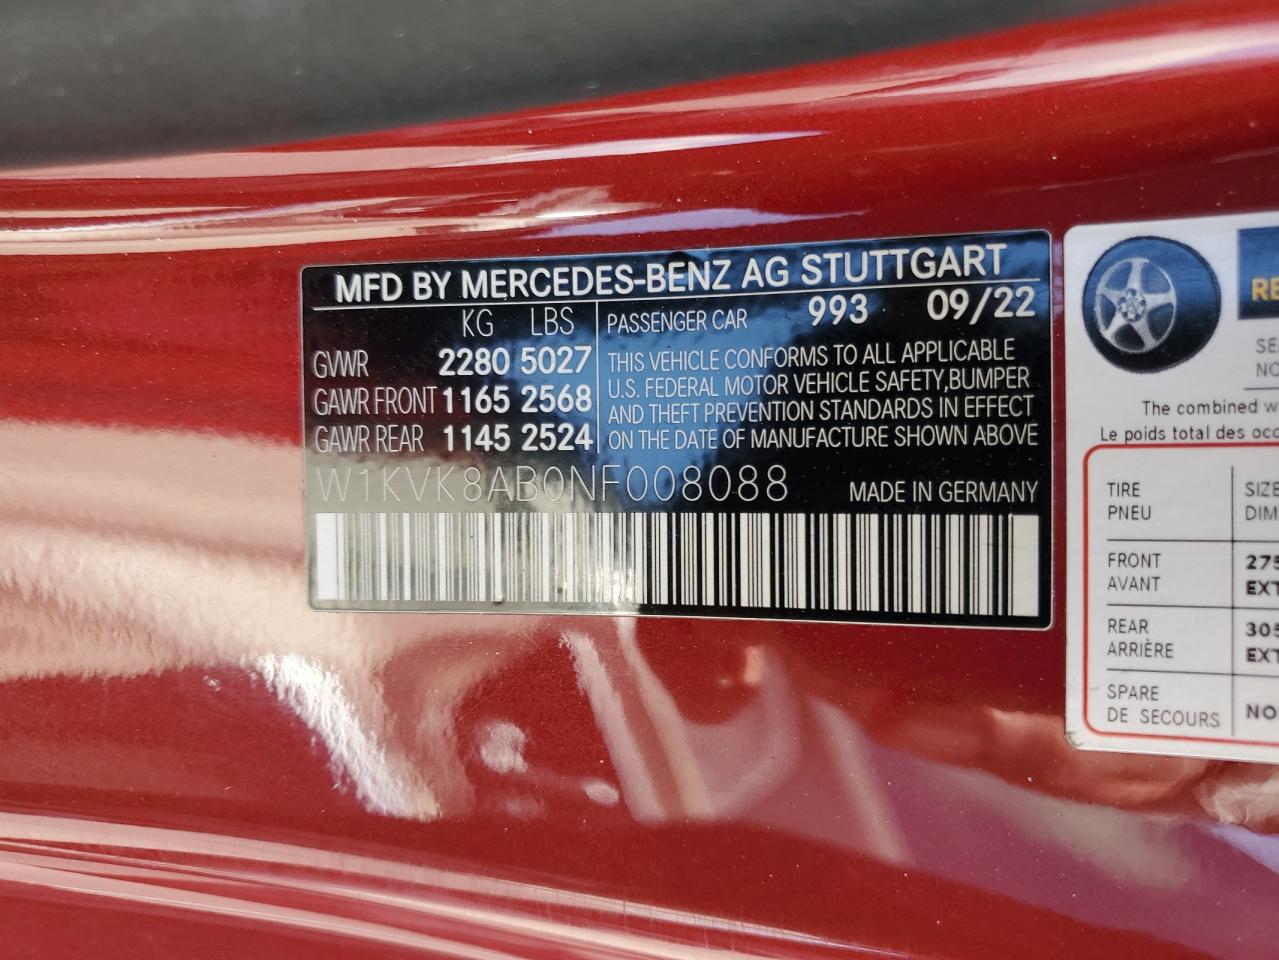 MFD BY MERCEDES-BENZ AG STUTTGART
KG LBS
GVWR 2280 5027
GAWR FRONT 1165 2568
GAWR REAR 1145 2524
PASSENGER CAR 993 09/22
THIS VEHICLE CONFORMS TO ALL APPLICABLE
U.S. FEDERAL MOTOR VEHICLE SAFETY,BUMPER
AND THEFT PREVENTION STANDARDS IN EFFECT
ON THE DATE OF MANUFACTURE SHOWN ABOVE
W1KVK8AB0NF008088 MADE IN GERMANY
The combined
Le poids total des
TIRE
PNEU
FRONT
AVANT
REAR
ARRIÈRE
SPARE
DE SECOURS
SIZE
275
305